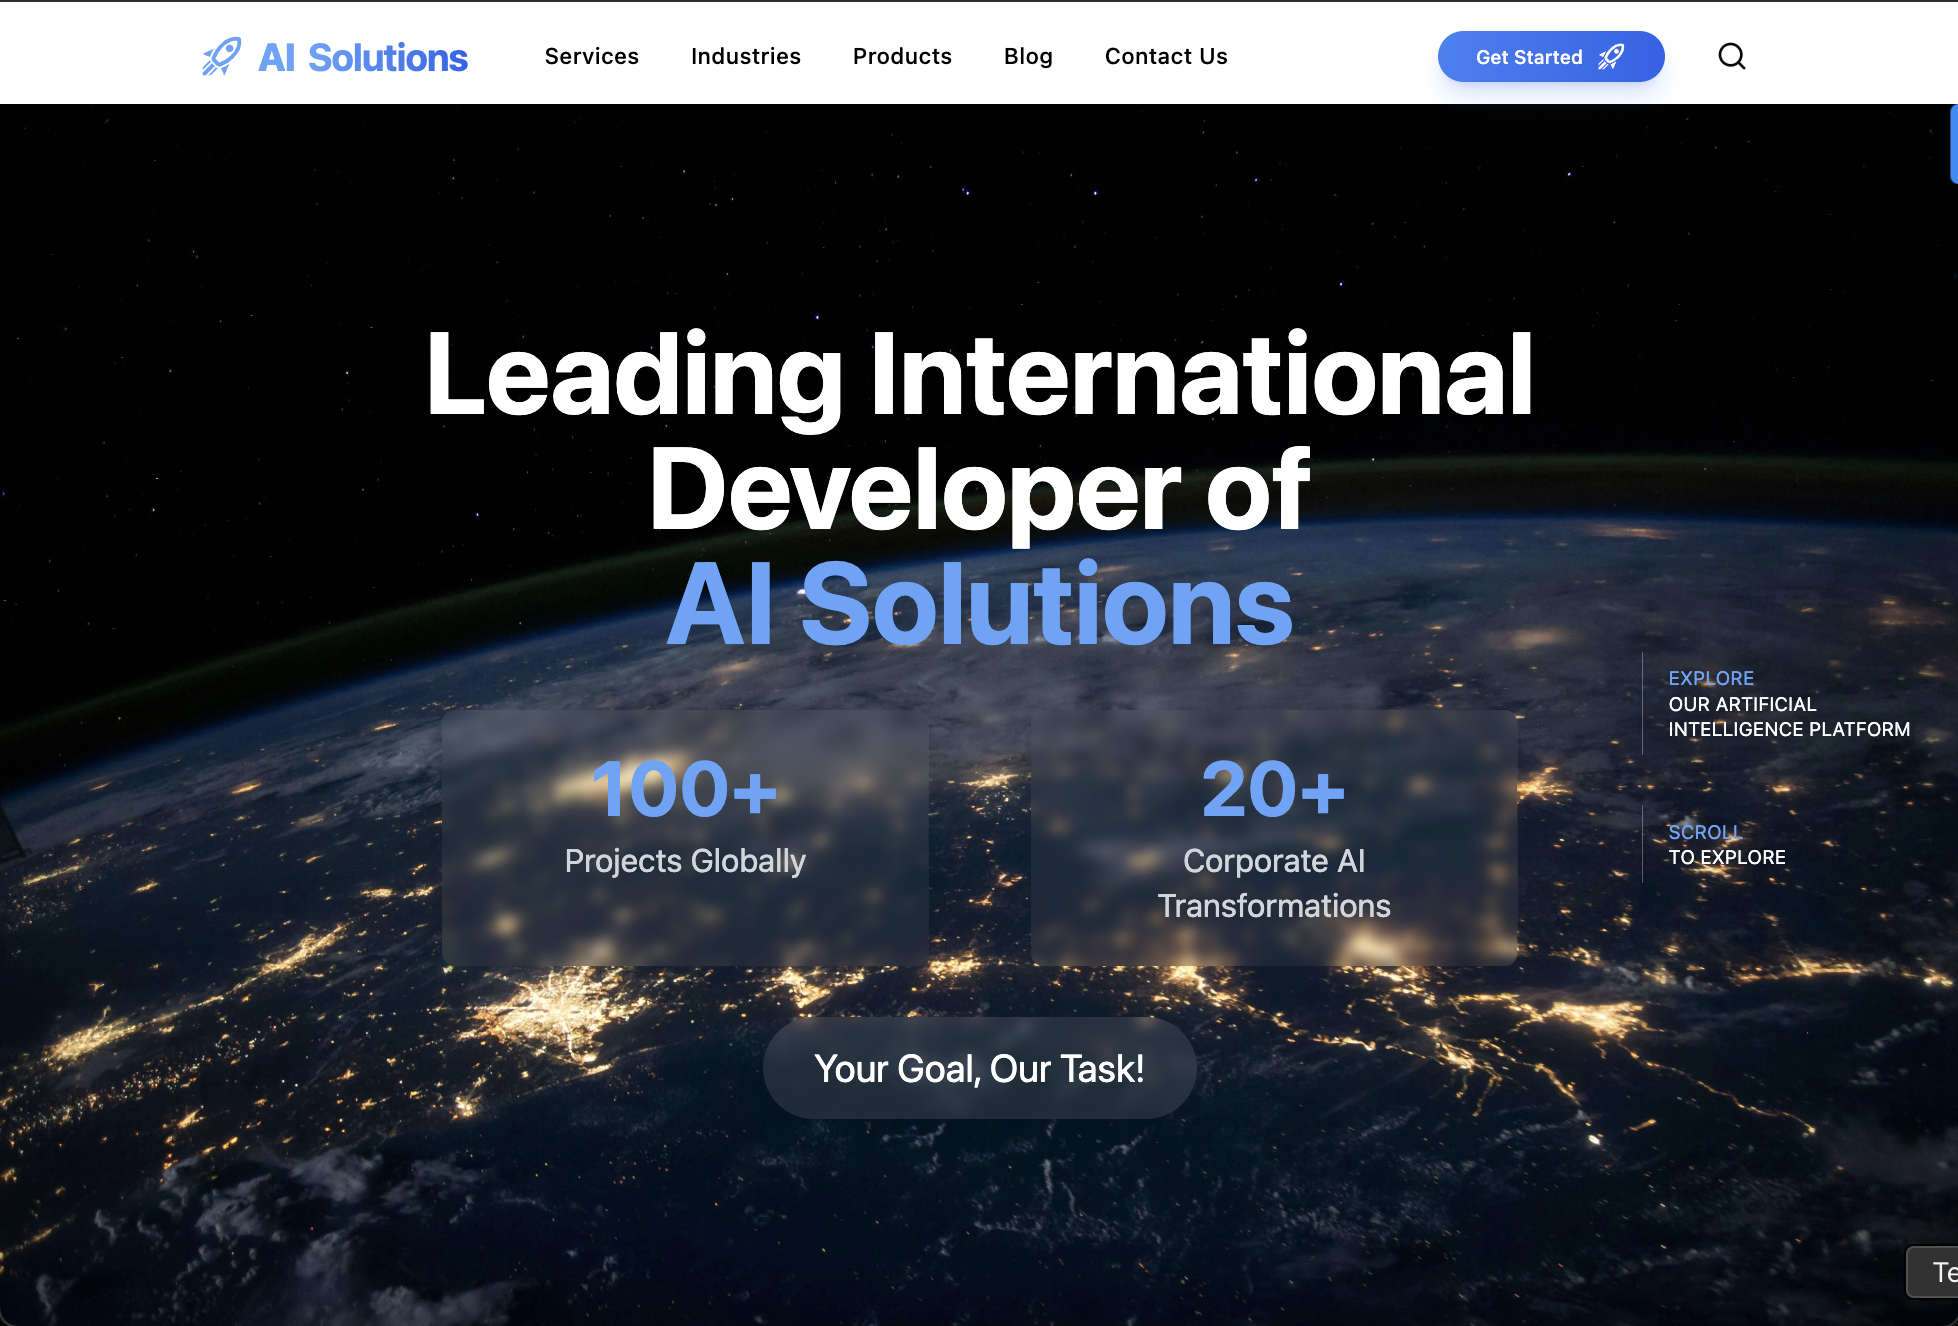 AI Solutions
Services
Industries
Products
Blog
Contact Us
Get Started
Leading International
Developer of
AI Solutions
100+
Projects Globally
20+
Corporate AI
Transformations
Your Goal, Our Task!
EXPLORE
OUR ARTIFICIAL
INTELLIGENCE PLATFORM
SCROLL
TO EXPLORE